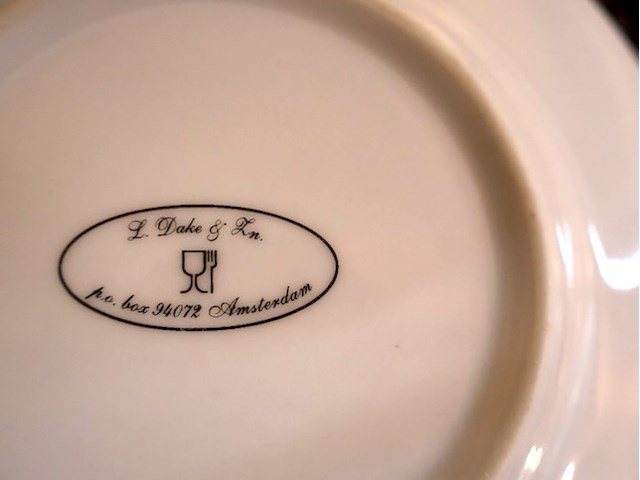 L. Dake & Zn.
p.o. box 94072 Amsterdam